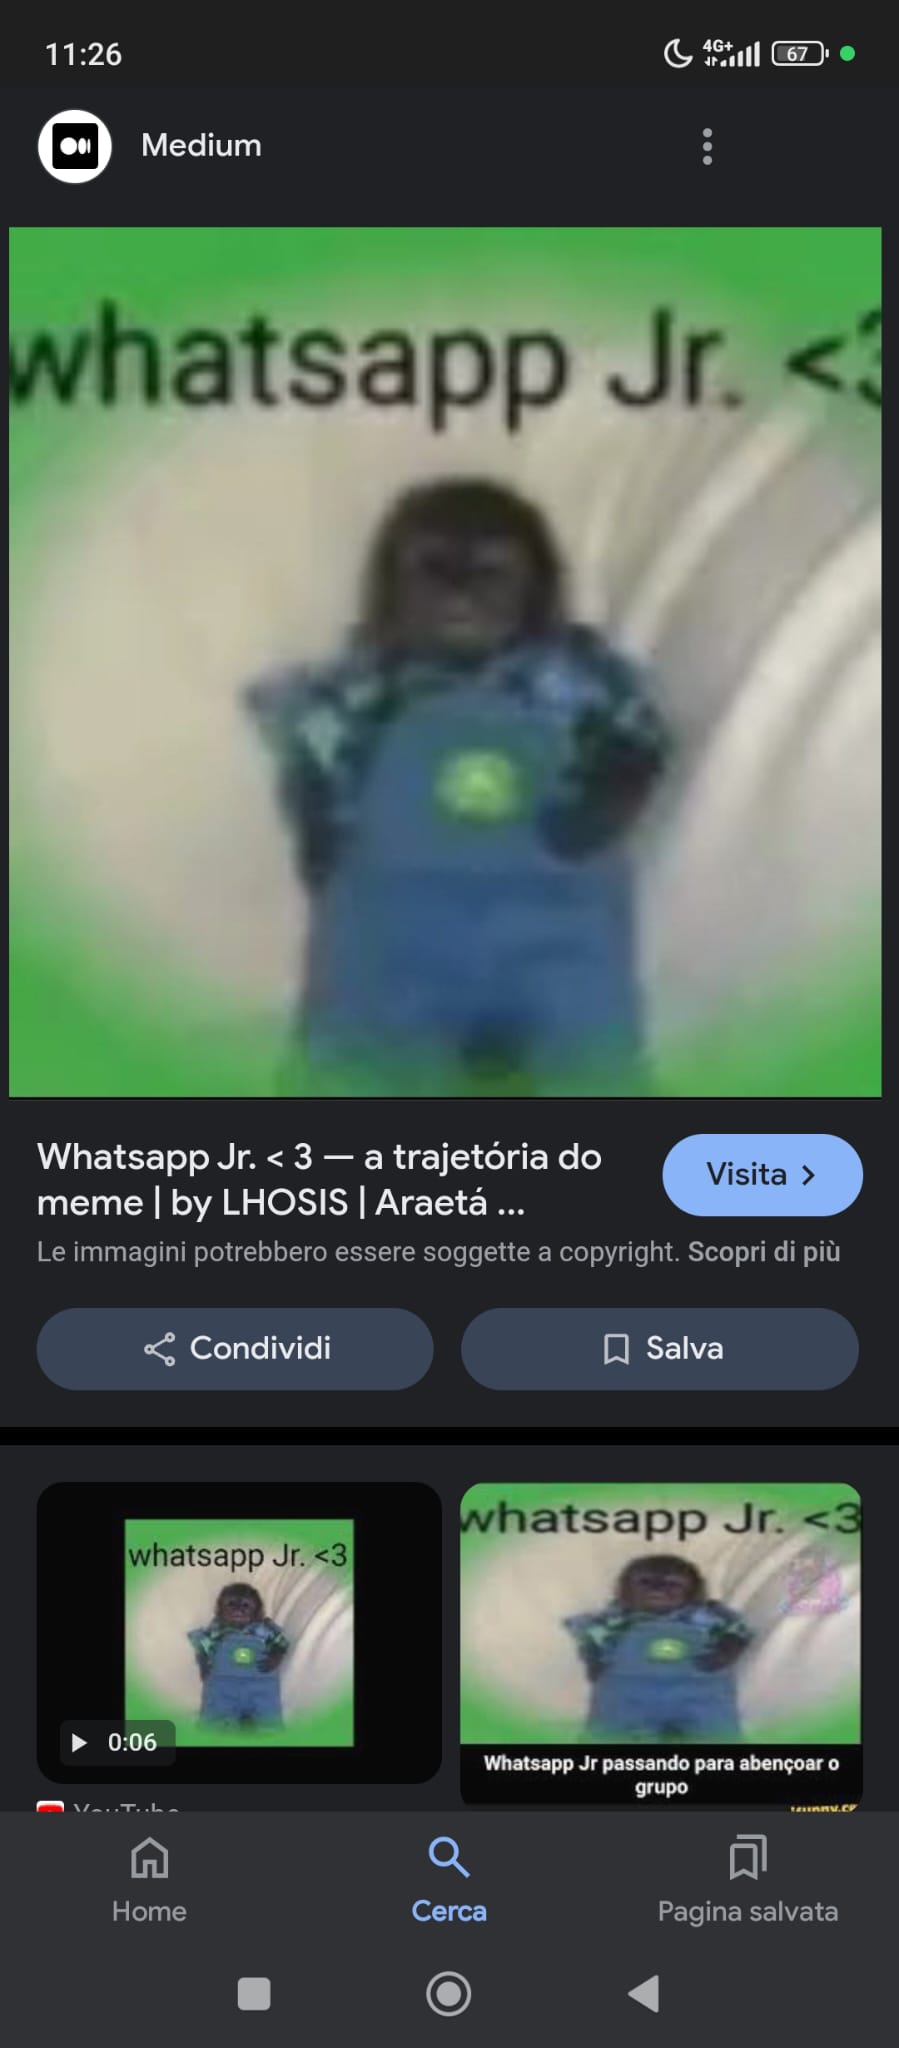 11:26
4G+
67
Medium
whatsapp Jr. <3
Whatsapp Jr. < 3 — a trajetória do
meme | by LHOSIS | Araetá ...
Visita
Le immagini potrebbero essere soggette a copyright. Scopri di più
Condividi
Salva
whatsapp Jr. <3
0:06
YouTube
whatsapp Jr. <3
Whatsapp Jr passando para abençoar o
grupo
Home
Cerca
Pagina salvata